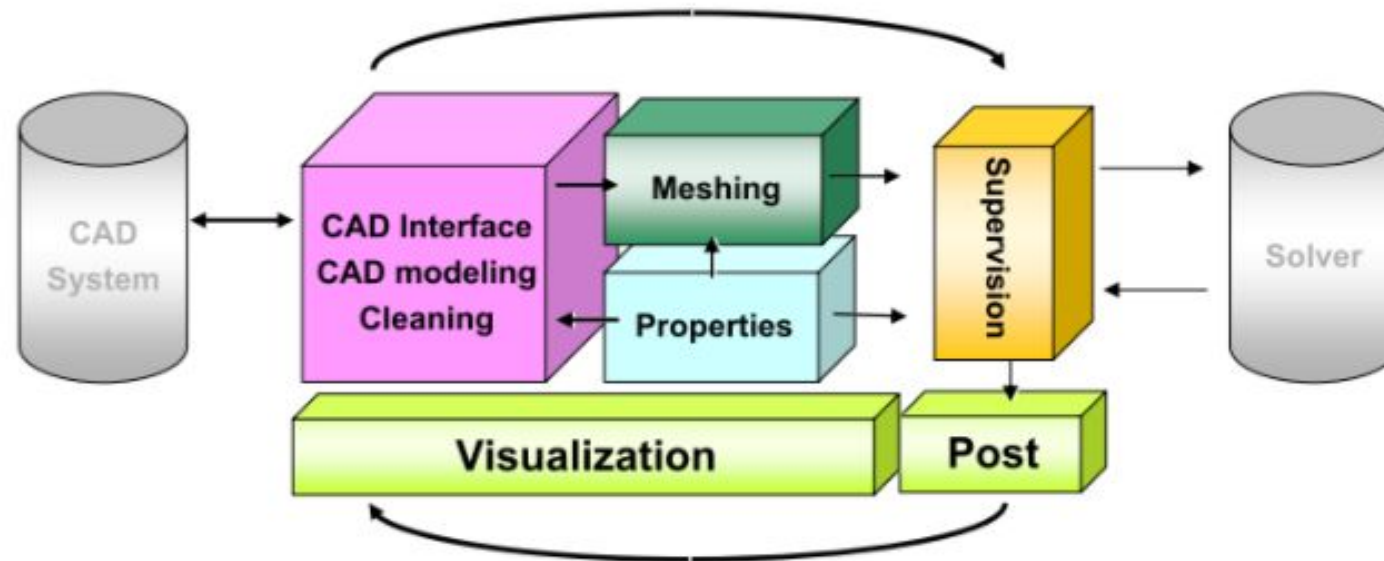 CAD
System
CAD Interface
CAD modeling
Cleaning
Meshing
Properties
Supervision
Solver
Visualization
Post